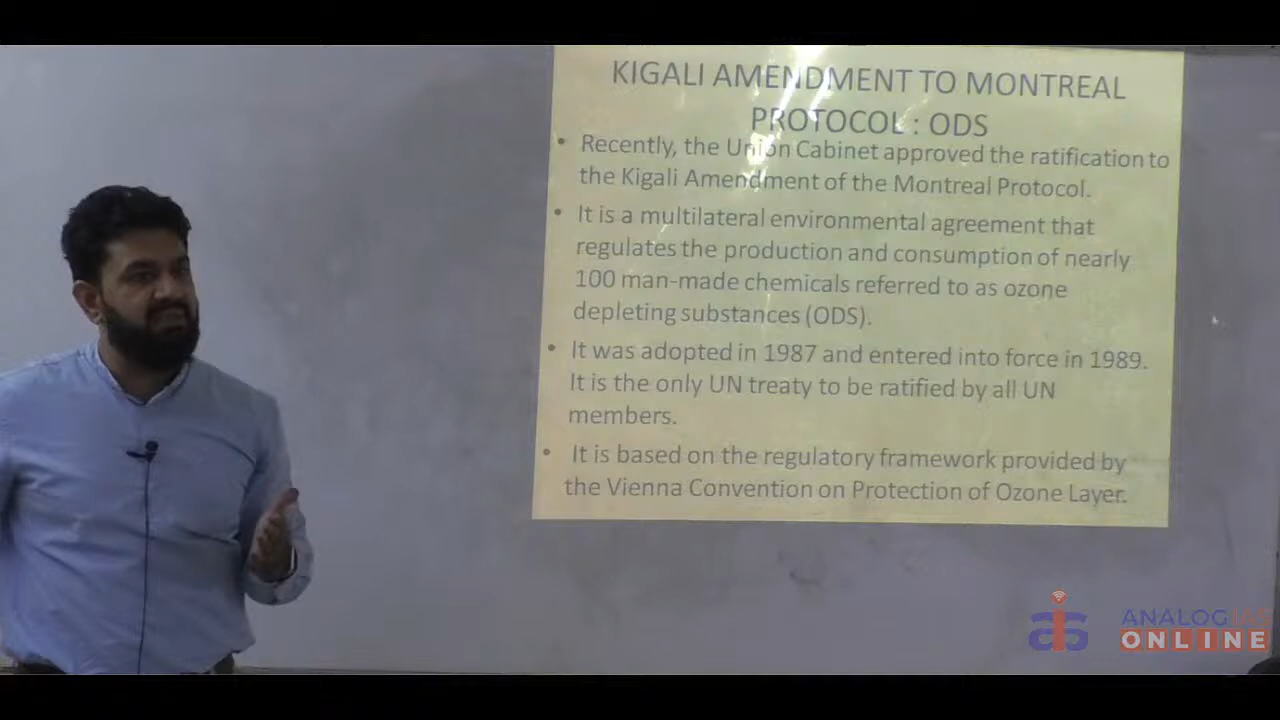 KIGALI AMENDMENT TO MONTREAL
PROTOCOL : ODS
• Recently, the Union Cabinet approved the ratification to
the Kigali Amendment of the Montreal Protocol.
• It is a multilateral environmental agreement that
regulates the production and consumption of nearly
100 man-made chemicals referred to as ozone
depleting substances (ODS).
• It was adopted in 1987 and entered into force in 1989.
It is the only UN treaty to be ratified by all UN
members.
• It is based on the regulatory framework provided by
the Vienna Convention on Protection of Ozone Layer.
ais
ANALOG IAS
ONLINE